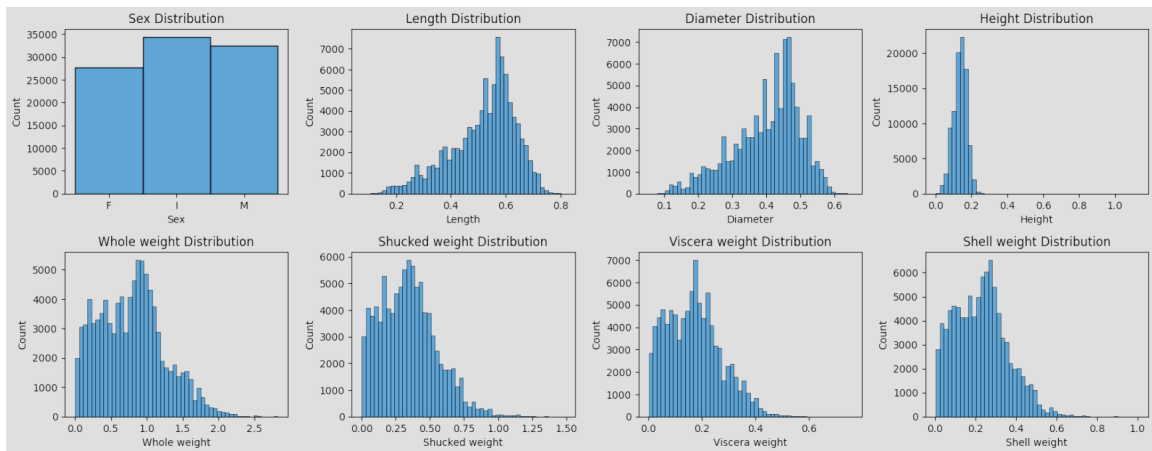 Sex Distribution
Count
35000
30000
25000
20000
15000
10000
5000
0
F I M
Sex
Length Distribution
Count
7000
6000
5000
4000
3000
2000
1000
0
0.2 0.4 0.6 0.8
Length
Diameter Distribution
Count
7000
6000
5000
4000
3000
2000
1000
0
0.1 0.2 0.3 0.4 0.5 0.6
Diameter
Height Distribution
Count
20000
15000
10000
5000
0
0.0 0.2 0.4 0.6 0.8 1.0
Height
Whole weight Distribution
Count
5000
4000
3000
2000
1000
0
0.0 0.5 1.0 1.5 2.0 2.5
Whole weight
Shucked weight Distribution
Count
6000
5000
4000
3000
2000
1000
0
0.00 0.25 0.50 0.75 1.00 1.25 1.50
Shucked weight
Viscera weight Distribution
Count
7000
6000
5000
4000
3000
2000
1000
0
0.0 0.2 0.4 0.6
Viscera weight
Shell weight Distribution
Count
6000
5000
4000
3000
2000
1000
0
0.0 0.2 0.4 0.6 0.8 1.0
Shell weight